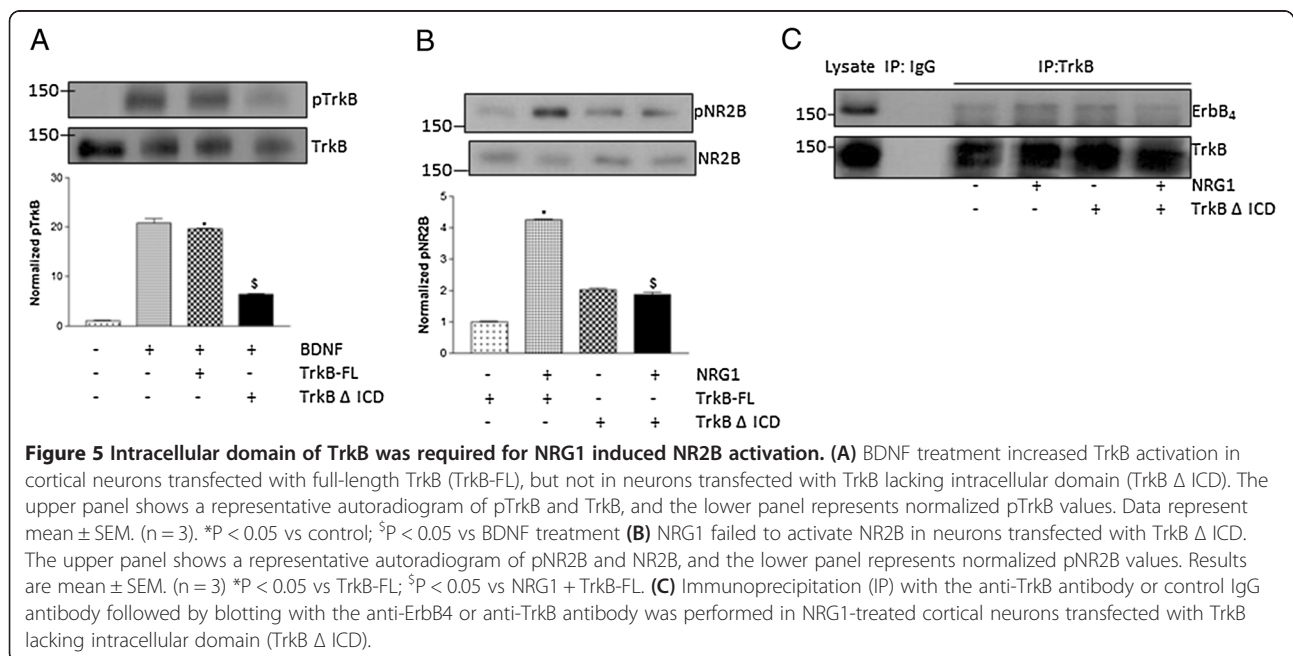 A
150
pTrkB
150
TrkB
Normalized pTrkB
30
20
10
0
*
$
- + + + BDNF
- - + - TrkB-FL
- - - + TrkB Δ ICD
B
150
pNR2B
150
NR2B
Normalized pNR2B
5
4
3
2
1
0
*
$
- + - + NRG1
+ + - - TrkB-FL
- - + + TrkB Δ ICD
C
Lysate IP: IgG IP:TrkB
150
ErbB4
150
TrkB
- + - + NRG1
- - + + TrkB Δ ICD
Figure 5 Intracellular domain of TrkB was required for NRG1 induced NR2B activation. (A) BDNF treatment increased TrkB activation in
cortical neurons transfected with full-length TrkB (TrkB-FL), but not in neurons transfected with TrkB lacking intracellular domain (TrkB Δ ICD). The
upper panel shows a representative autoradiogram of pTrkB and TrkB, and the lower panel represents normalized pTrkB values. Data represent
mean ± SEM. (n = 3). *P < 0.05 vs control; $P < 0.05 vs BDNF treatment (B) NRG1 failed to activate NR2B in neurons transfected with TrkB Δ ICD.
The upper panel shows a representative autoradiogram of pNR2B and NR2B, and the lower panel represents normalized pNR2B values. Results
are mean ± SEM. (n = 3) *P < 0.05 vs TrkB-FL; $P < 0.05 vs NRG1 + TrkB-FL. (C) Immunoprecipitation (IP) with the anti-TrkB antibody or control IgG
antibody followed by blotting with the anti-ErbB4 or anti-TrkB antibody was performed in NRG1-treated cortical neurons transfected with TrkB
lacking intracellular domain (TrkB Δ ICD).